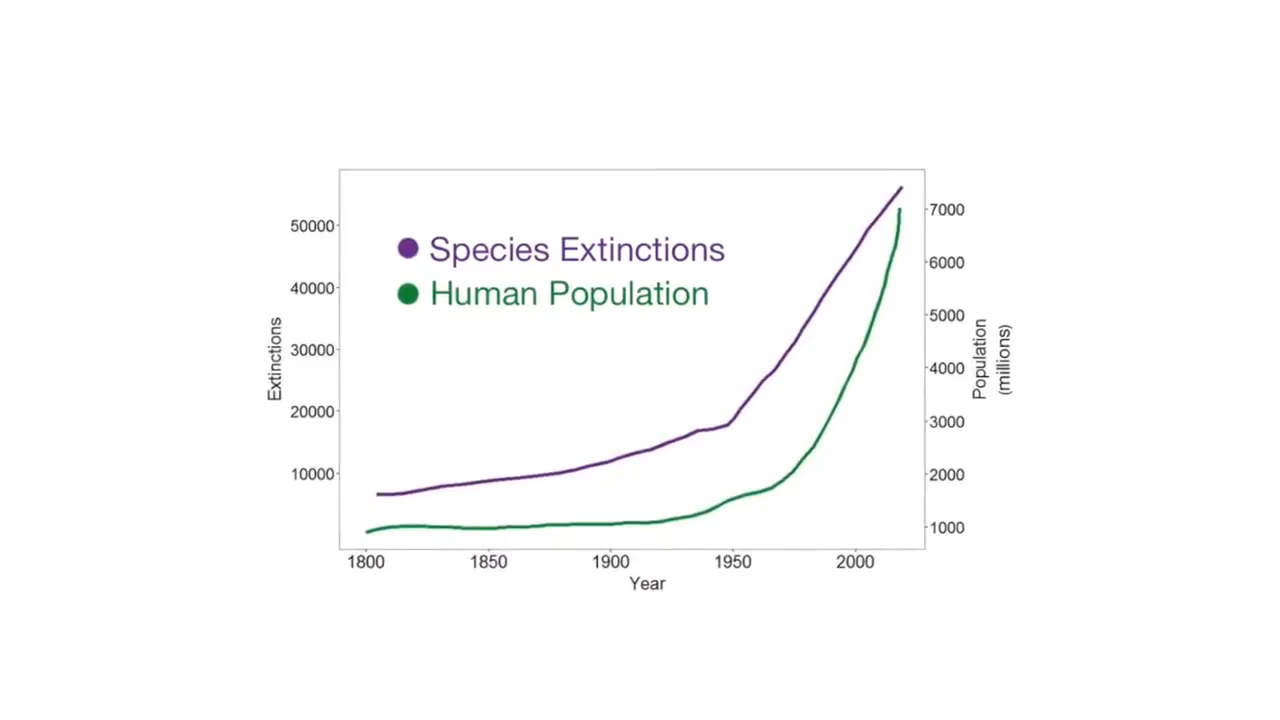 Species Extinctions
Human Population
50000
40000
30000
20000
10000
Extinctions
7000
6000
5000
4000
3000
2000
1000
Population
(millions)
1800 1850 1900 1950 2000
Year